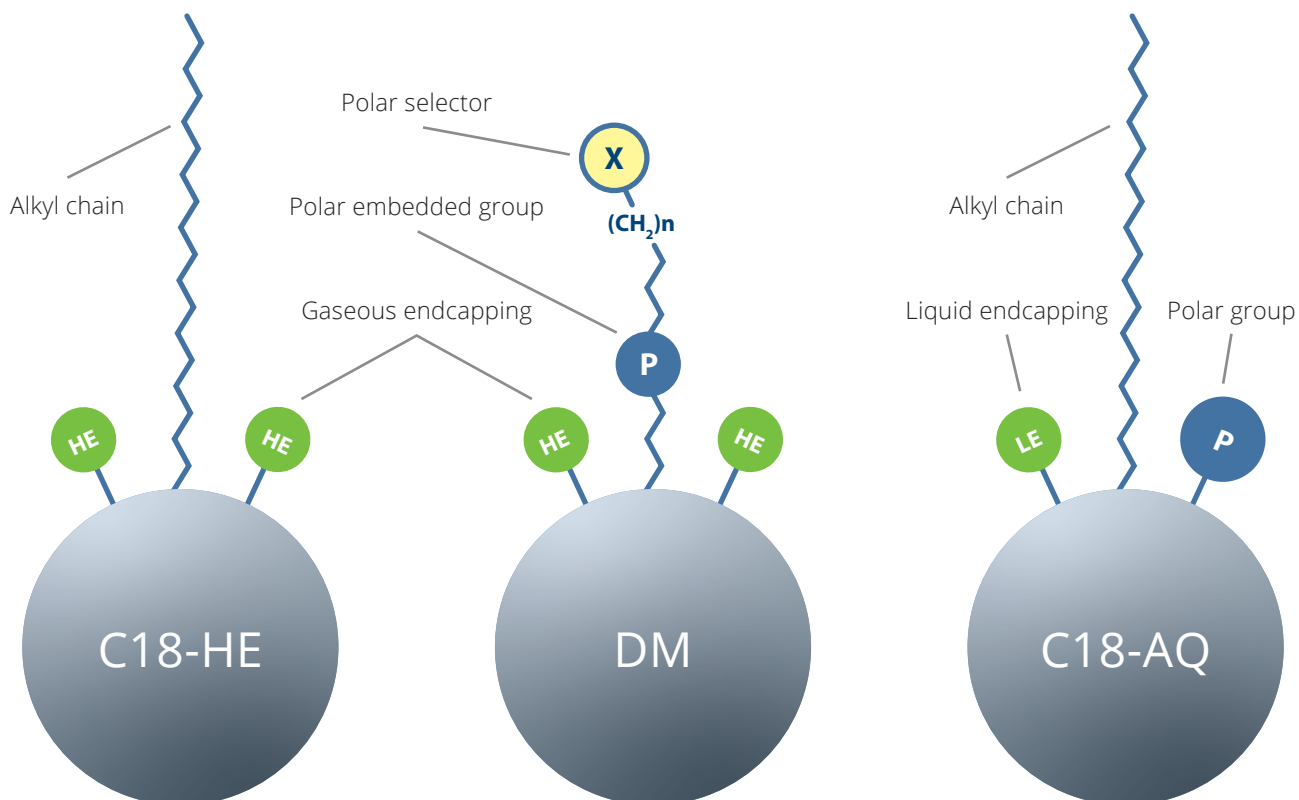 Polar selector
X
Alkyl chain
Polar embedded group
(CH₂)n
Alkyl chain
Gaseous endcapping
Liquid endcapping
Polar group
P
HE
HE
HE
HE
LE
P
C18-HE
DM
C18-AQ